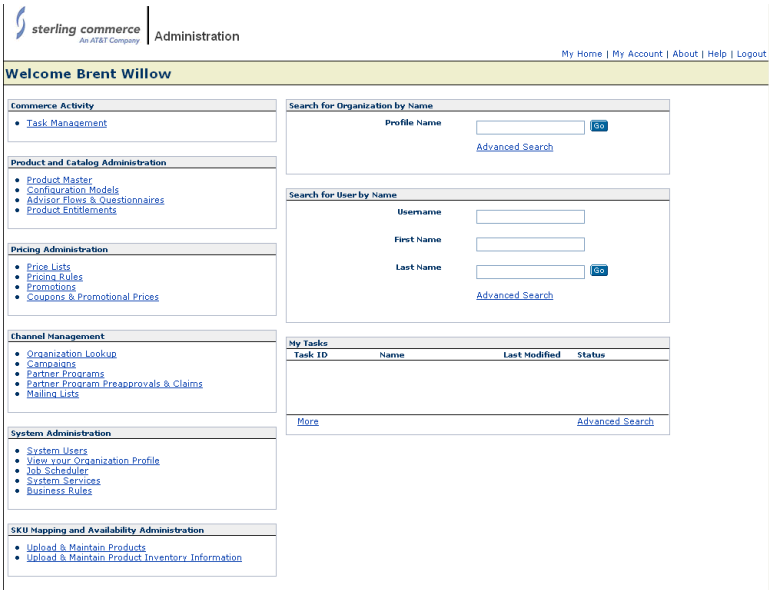 sterling commerce
An AT&T Company
Administration
My Home | My Account | About | Help | Logout
Welcome Brent Willow
Commerce Activity
Task Management
Product and Catalog Administration
Product Master
Configuration Models
Advisor Flows & Questionnaires
Product Entitlements
Pricing Administration
Price Lists
Pricing Rules
Promotions
Coupons & Promotional Prices
Channel Management
Organization Lookup
Campaigns
Partner Programs
Partner Program Preapprovals & Claims
Mailing Lists
System Administration
System Users
View your Organization Profile
Job Scheduler
System Services
Business Rules
SKU Mapping and Availability Administration
Upload & Maintain Products
Upload & Maintain Product Inventory Information
Search for Organization by Name
Profile Name Go
Advanced Search
Search for User by Name
Username
First Name
Last Name Go
Advanced Search
My Tasks
Task ID Name Last Modified Status
More Advanced Search